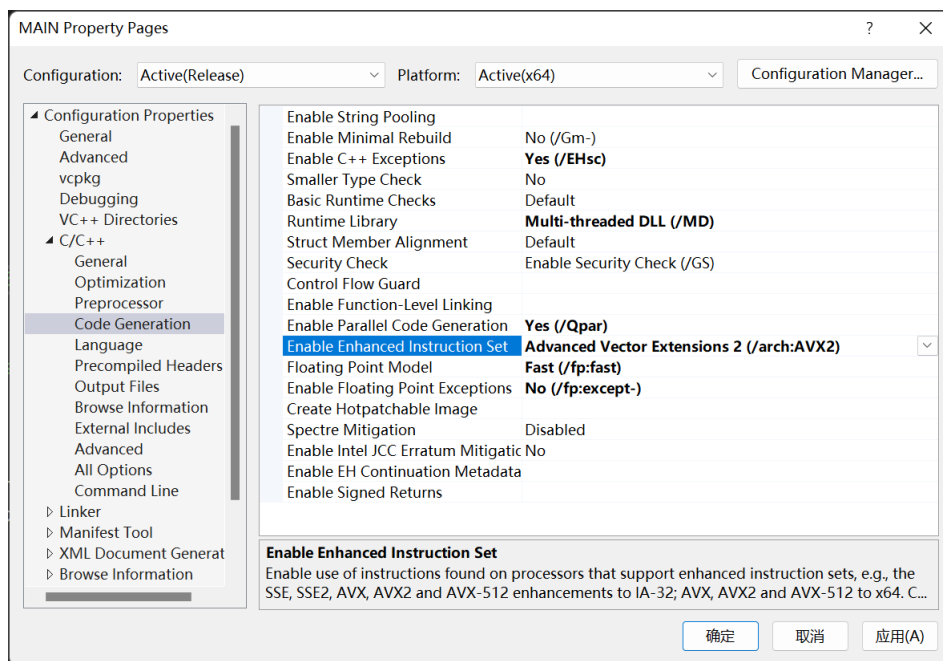 MAIN Property Pages
? ×
Configuration: Active(Release) Platform: Active(x64) Configuration Manager...
Configuration Properties
General
Advanced
vcpkg
Debugging
VC++ Directories
C/C++
General
Optimization
Preprocessor
Code Generation
Language
Precompiled Headers
Output Files
Browse Information
External Includes
Advanced
All Options
Command Line
Linker
Manifest Tool
XML Document Generat
Browse Information
Enable String Pooling
Enable Minimal Rebuild No (/Gm-)
Enable C++ Exceptions Yes (/EHsc)
Smaller Type Check No
Basic Runtime Checks Default
Runtime Library Multi-threaded DLL (/MD)
Struct Member Alignment Default
Security Check Enable Security Check (/GS)
Control Flow Guard
Enable Function-Level Linking
Enable Parallel Code Generation Yes (/Qpar)
Enable Enhanced Instruction Set Advanced Vector Extensions 2 (/arch:AVX2)
Floating Point Model Fast (/fp:fast)
Enable Floating Point Exceptions No (/fp:except-)
Create Hotpatchable Image
Spectre Mitigation Disabled
Enable Intel JCC Erratum Mitigatic No
Enable EH Continuation Metadata
Enable Signed Returns
Enable Enhanced Instruction Set
Enable use of instructions found on processors that support enhanced instruction sets, e.g., the
SSE, SSE2, AVX, AVX2 and AVX-512 enhancements to IA-32; AVX, AVX2 and AVX-512 to x64. C...
确定 取消 应用(A)